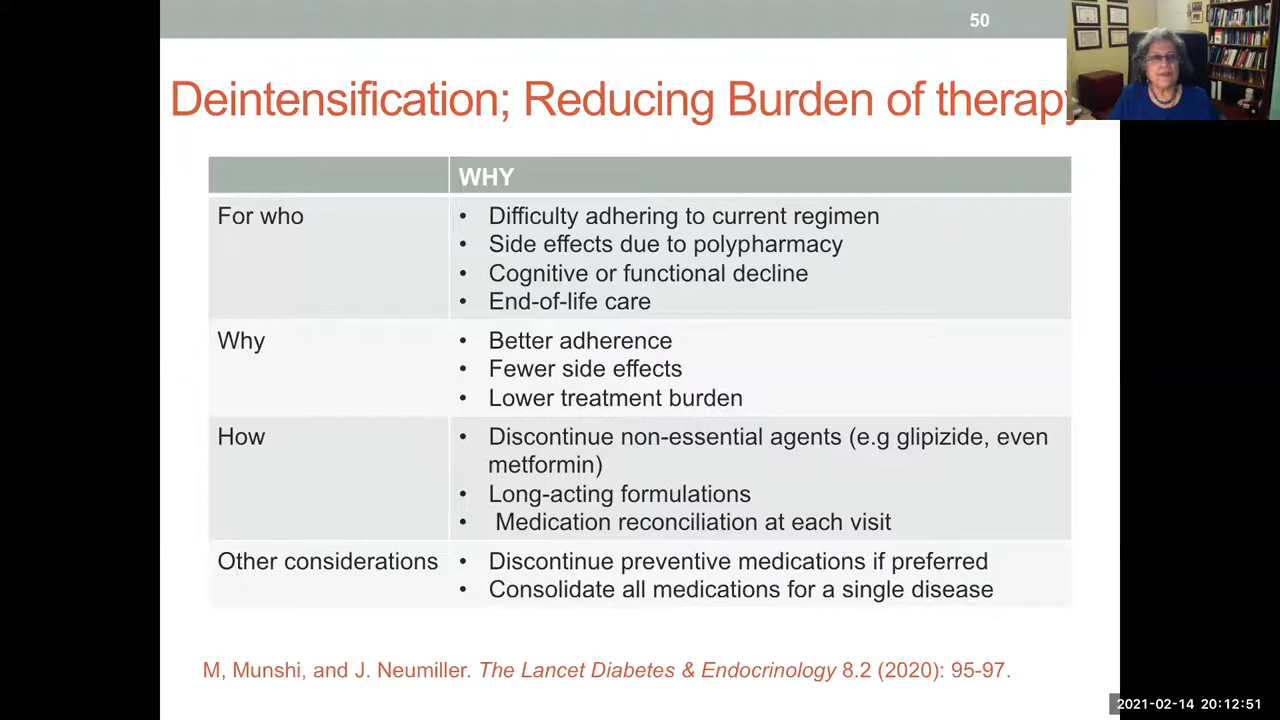 50
Deintensification; Reducing Burden of therapy
WHY
For who
• Difficulty adhering to current regimen
• Side effects due to polypharmacy
• Cognitive or functional decline
• End-of-life care
Why
• Better adherence
• Fewer side effects
• Lower treatment burden
How
• Discontinue non-essential agents (e.g glipizide, even
metformin)
• Long-acting formulations
• Medication reconciliation at each visit
Other considerations
• Discontinue preventive medications if preferred
• Consolidate all medications for a single disease
M, Munshi, and J. Neumiller. The Lancet Diabetes & Endocrinology 8.2 (2020): 95-97.
2021-02-14 20:12:51